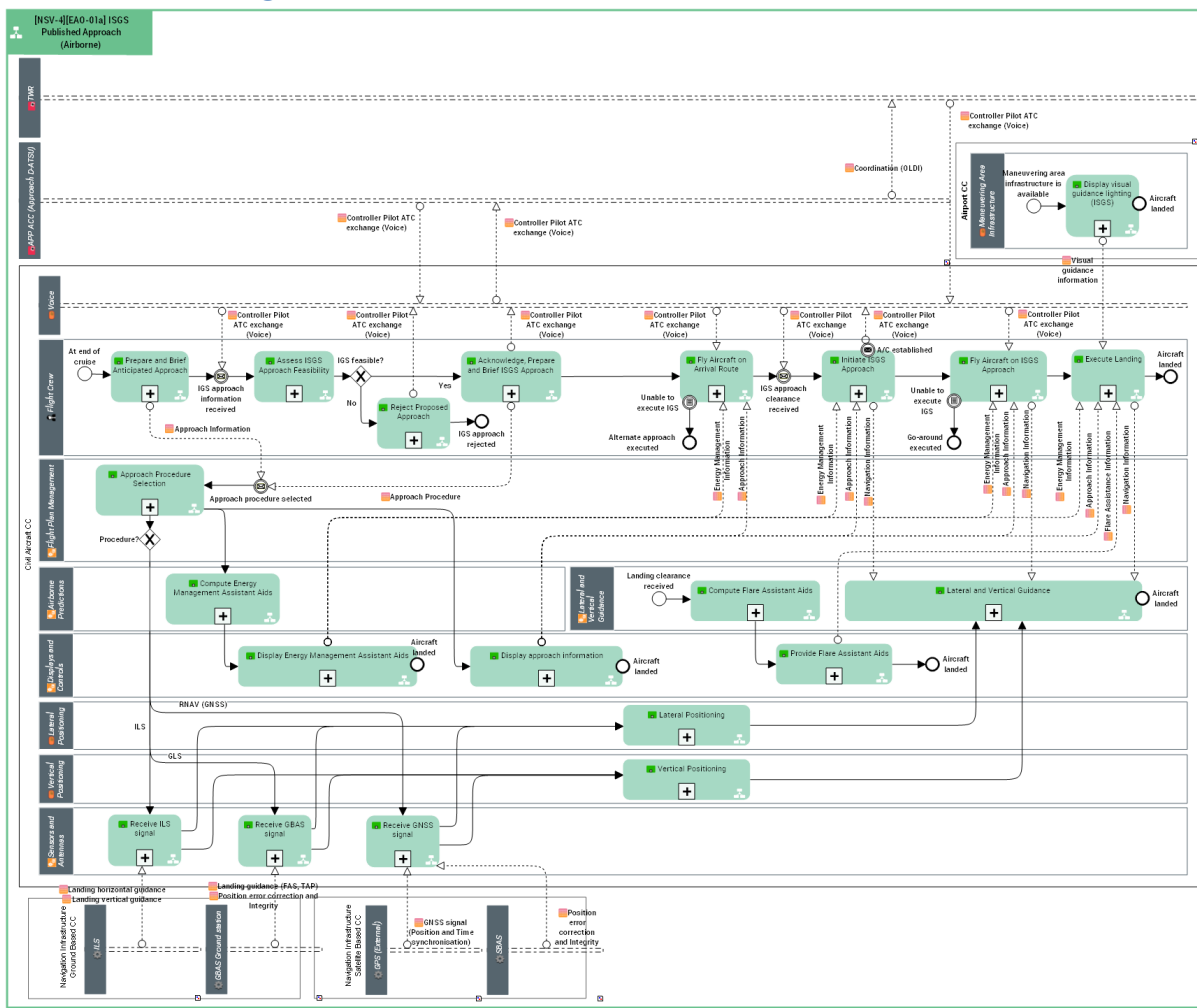 [NSV-4][EAO-01a] ISGS
Published Approach
(Airborne)
TWR
Controller Pilot ATC
exchange (Voice)
APP ACC (Approach D-ATSU)
Coordination (OLDI)
Controller Pilot ATC
exchange (Voice)
Controller Pilot ATC
exchange (Voice)
Airport CC
Maneuvering Area
Infrastructure
Maneuvering area
infrastructure is
available
Display visual
guidance lighting
(ISGS)
Aircraft
landed
Visual
guidance
information
Civil Aircraft CC
Voice
Controller Pilot
ATC exchange
(Voice)
Controller Pilot
ATC exchange
(Voice)
Controller Pilot
ATC exchange
(Voice)
Controller Pilot
ATC exchange
(Voice)
Controller Pilot
ATC exchange
(Voice)
Controller Pilot
ATC exchange
(Voice)
Controller Pilot
ATC exchange
(Voice)
Flight Crew
At end of
cruise
Prepare and Brief
Anticipated Approach
IGS approach
information
received
Assess ISGS
Approach Feasibility
IGS feasible?
Yes
No
Reject Proposed
Approach
IGS approach
rejected
Acknowledge, Prepare
and Brief ISGS Approach
Fly Aircraft on
Arrival Route
Unable to
execute IGS
Alternate approach
executed
IGS approach
clearance
received
Initiate ISGS
Approach
A/C established
Fly Aircraft on ISGS
Approach
Unable to
execute
IGS
Go-around
executed
Execute Landing
Aircraft
landed
Approach Information
Approach Procedure
Energy Management
Information
Approach Information
Energy Management
Information
Approach Information
Navigation Information
Energy Management
Information
Approach Information
Navigation Information
Energy Management
Information
Approach Information
Flare Assistance Information
Navigation Information
Flight Plan Management
Approach Procedure
Selection
Approach procedure selected
Procedure?
Airborne
Predictions
Compute Energy
Management Assistant Aids
Lateral and
Vertical
Guidance
Landing clearance
received
Compute Flare Assistant Aids
Lateral and Vertical Guidance
Aircraft
landed
Displays and
Controls
Display Energy Management Assistant Aids
Aircraft
landed
Display approach information
Aircraft
landed
Provide Flare Assistant Aids
Aircraft
landed
Lateral
Positioning
RNAV (GNSS)
ILS
Lateral Positioning
Vertical
Positioning
GLS
Vertical Positioning
Sensors and
Antennas
Receive ILS
signal
Receive GBAS
signal
Receive GNSS
signal
Landing horizontal guidance
Landing vertical guidance
Landing guidance (FAS, TAP)
Position error correction and
Integrity
GNSS signal
(Position and Time
synchronisation)
Position
error
correction
and Integrity
Navigation Infrastructure
Ground Based CC
ILS
GBAS Ground station
Navigation Infrastructure
Satellite Based CC
GPS (External)
SBAS